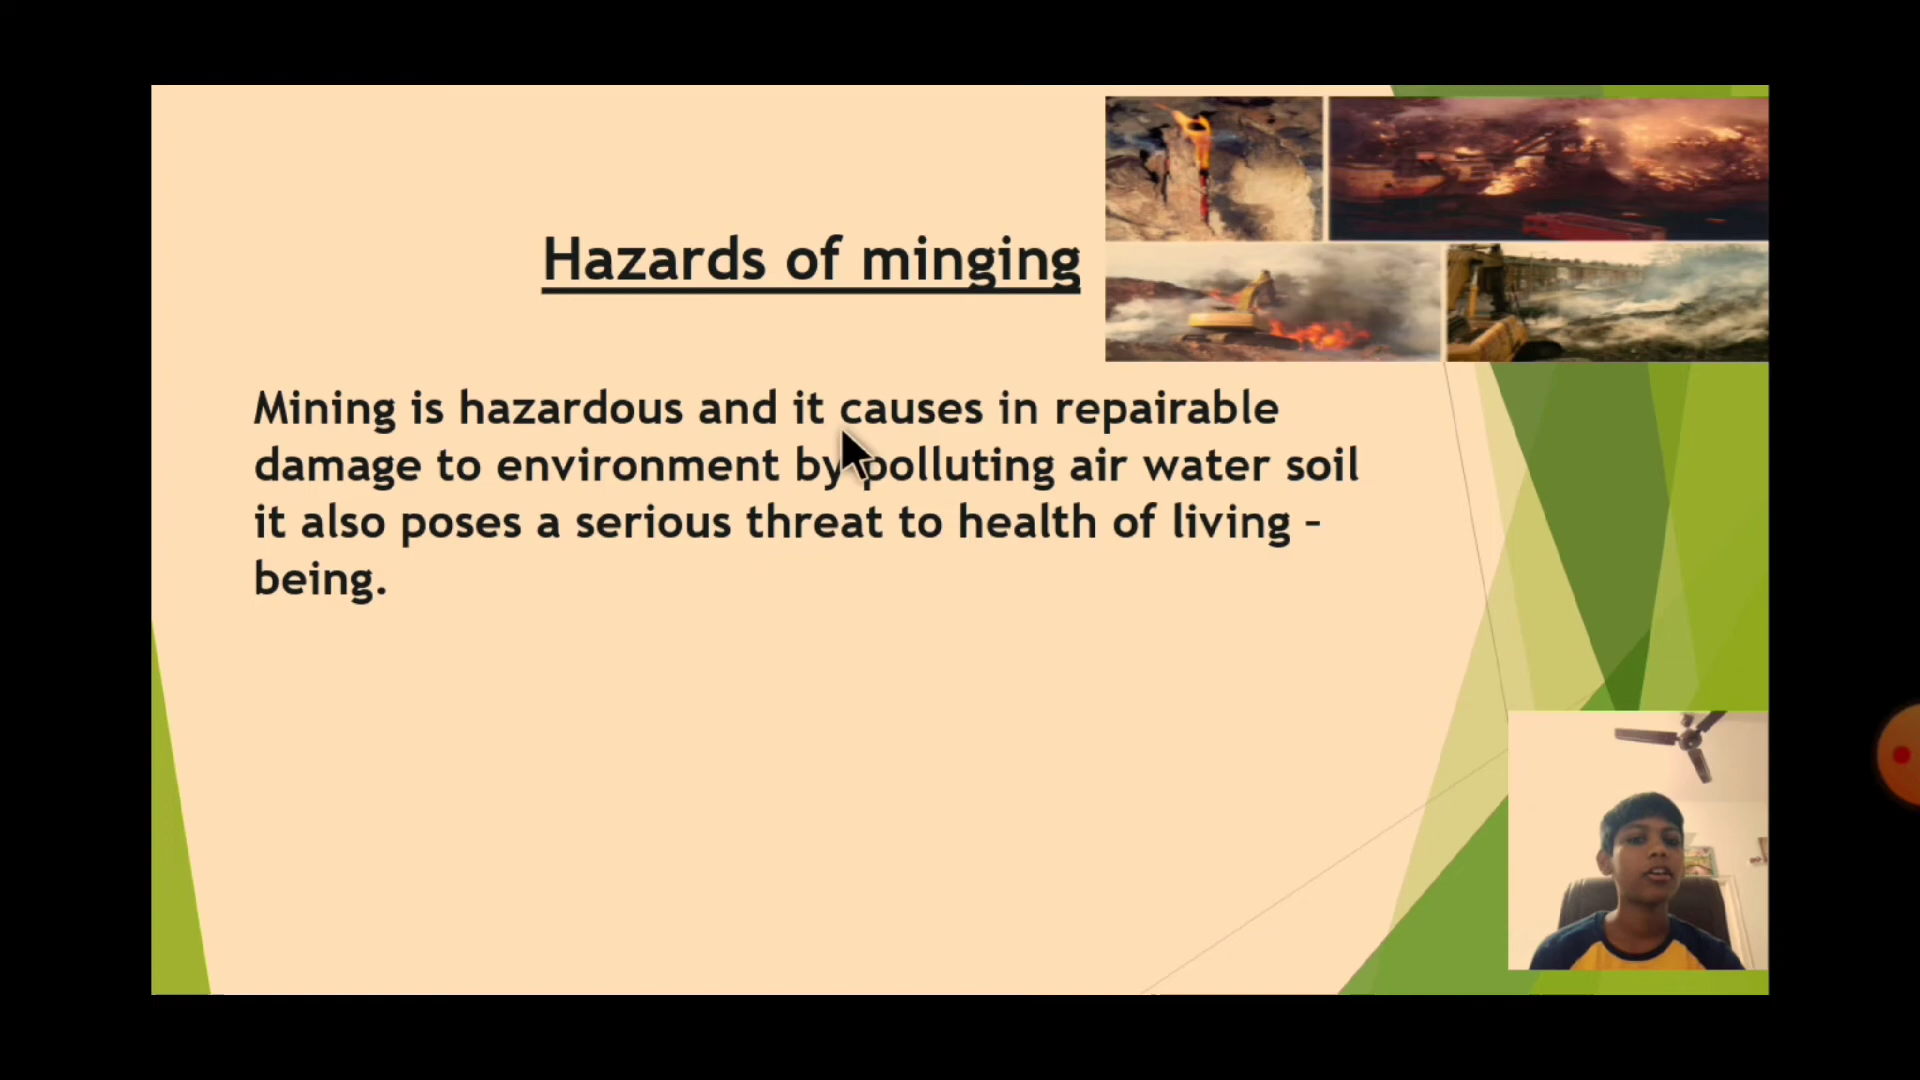 Hazards of minging
Mining is hazardous and it causes in repairable
damage to environment by polluting air water soil
it also poses a serious threat to health of living –
being.